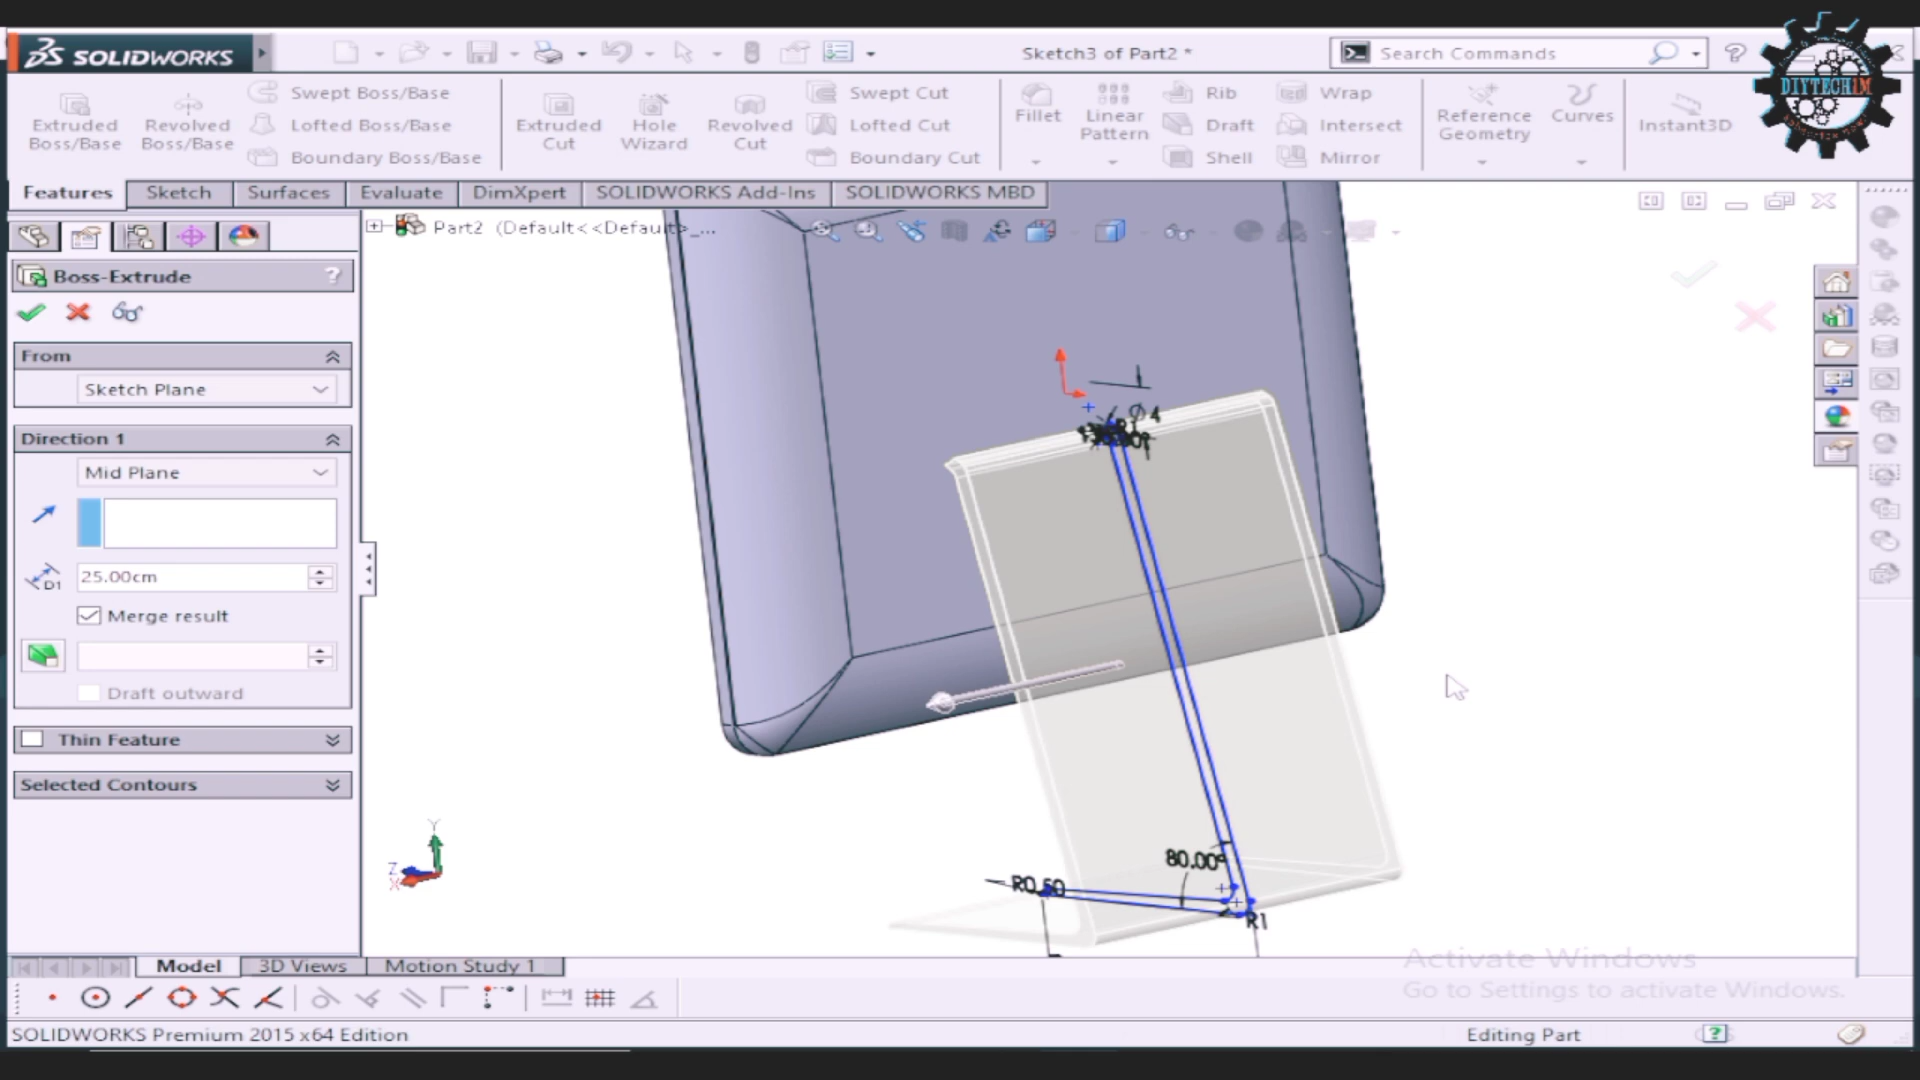 SOLIDWORKS
Sketch3 of Part2 *
Search Commands
DIYTECH1M
Extruded Boss/Base
Revolved Boss/Base
Swept Boss/Base
Lofted Boss/Base
Boundary Boss/Base
Extruded Cut
Hole Wizard
Revolved Cut
Swept Cut
Lofted Cut
Boundary Cut
Fillet
Linear Pattern
Rib
Draft
Shell
Wrap
Intersect
Mirror
Reference Geometry
Curves
Instant3D
Features
Sketch
Surfaces
Evaluate
DimXpert
SOLIDWORKS Add-Ins
SOLIDWORKS MBD
Part2 (Default<<Default>_...
Boss-Extrude
?
From
Sketch Plane
Direction 1
Mid Plane
D1
25.00cm
Merge result
Draft outward
Thin Feature
Selected Contours
Ø4
80.00°
R0.50
R1
Y
Z
X
Activate Windows
Go to Settings to activate Windows.
Model
3D Views
Motion Study 1
SOLIDWORKS Premium 2015 x64 Edition
Editing Part